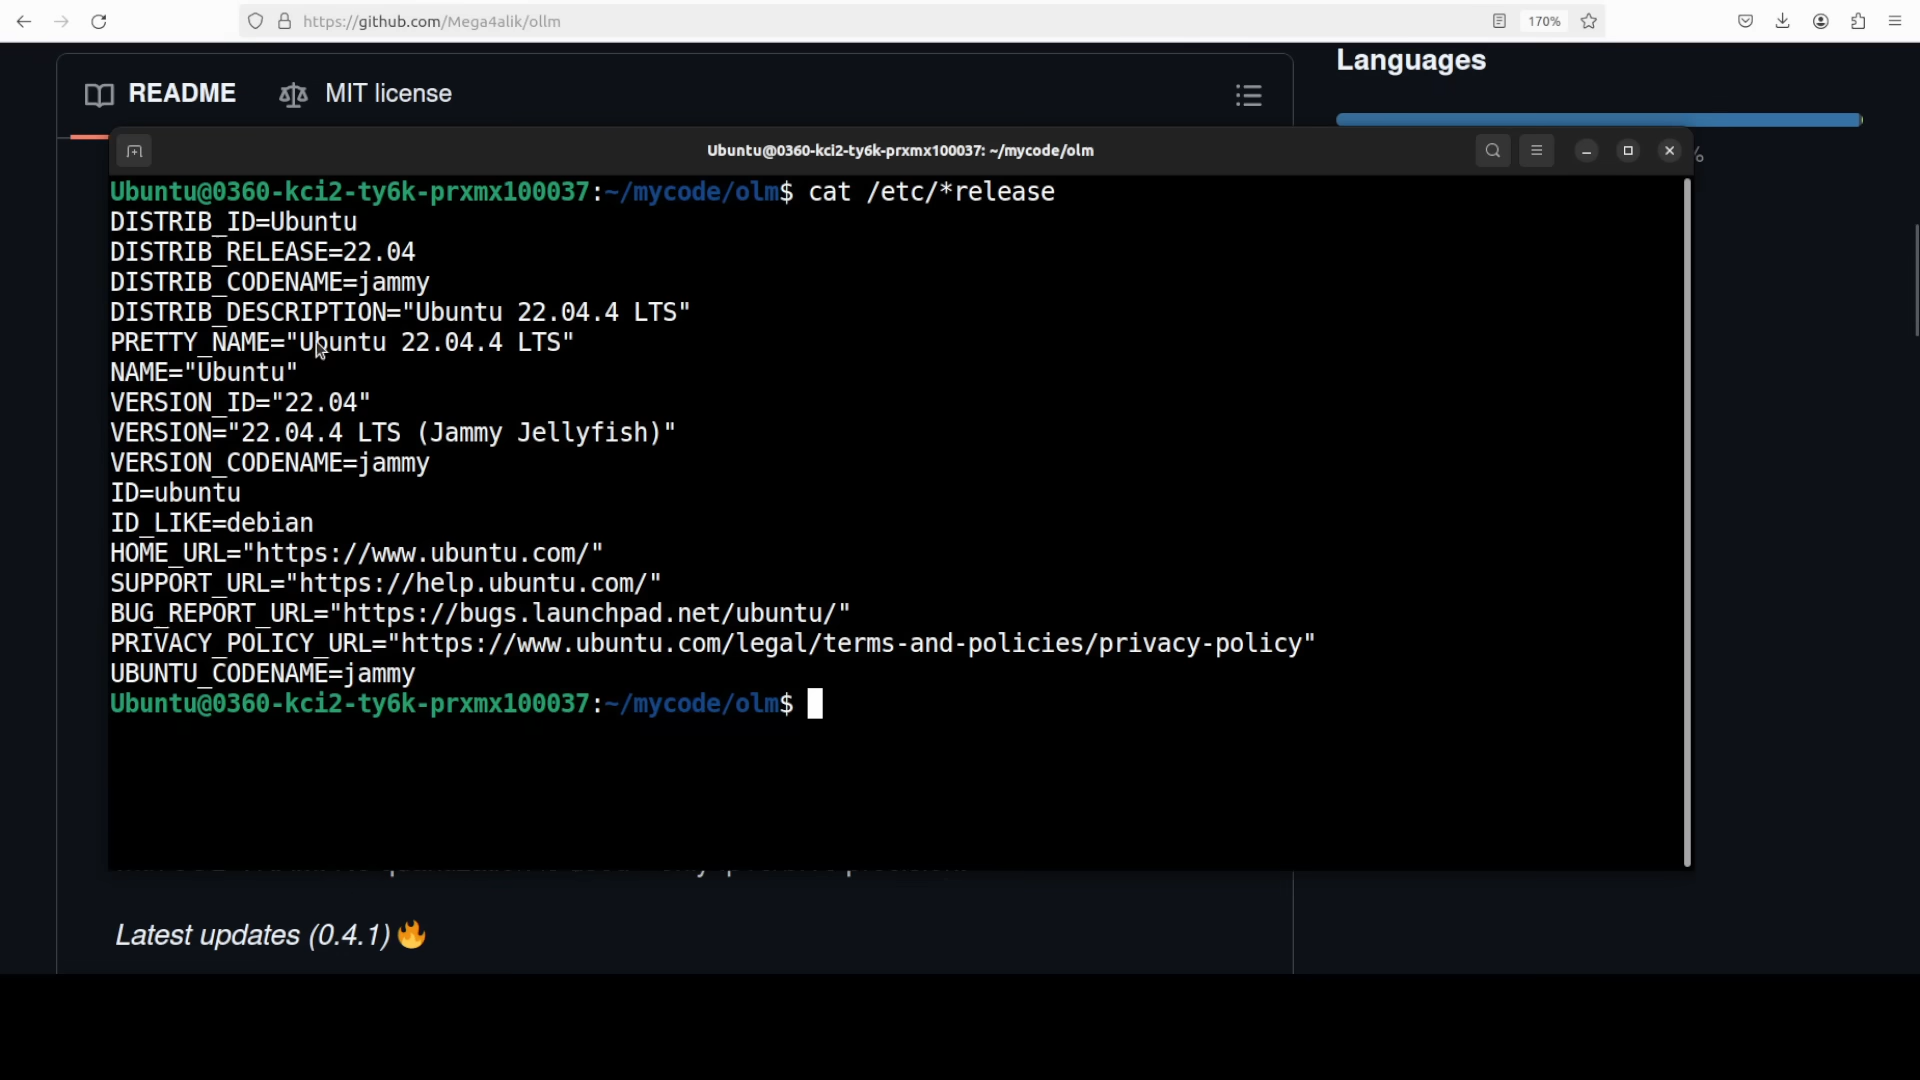 https://github.com/Mega4alik/ollm
170%
Languages
README
MIT license
Ubuntu@0360-kci2-ty6k-prxmx100037: ~/mycode/olm
Ubuntu@0360-kci2-ty6k-prxmx100037:~/mycode/olm$ cat /etc/*release
DISTRIB_ID=Ubuntu
DISTRIB_RELEASE=22.04
DISTRIB_CODENAME=jammy
DISTRIB_DESCRIPTION="Ubuntu 22.04.4 LTS"
PRETTY_NAME="Ubuntu 22.04.4 LTS"
NAME="Ubuntu"
VERSION_ID="22.04"
VERSION="22.04.4 LTS (Jammy Jellyfish)"
VERSION_CODENAME=jammy
ID=ubuntu
ID_LIKE=debian
HOME_URL="https://www.ubuntu.com/"
SUPPORT_URL="https://help.ubuntu.com/"
BUG_REPORT_URL="https://bugs.launchpad.net/ubuntu/"
PRIVACY_POLICY_URL="https://www.ubuntu.com/legal/terms-and-policies/privacy-policy"
UBUNTU_CODENAME=jammy
Ubuntu@0360-kci2-ty6k-prxmx100037:~/mycode/olm$
Latest updates (0.4.1) 🔥